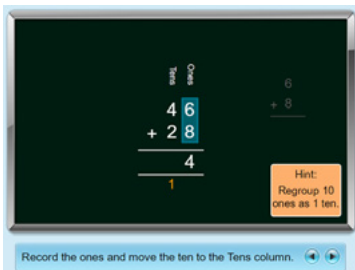 Tens Ones
4 6
6
+ 8
+ 2 8
4
1
Hint:
Regroup 10
ones as 1 ten.
Record the ones and move the ten to the Tens column.